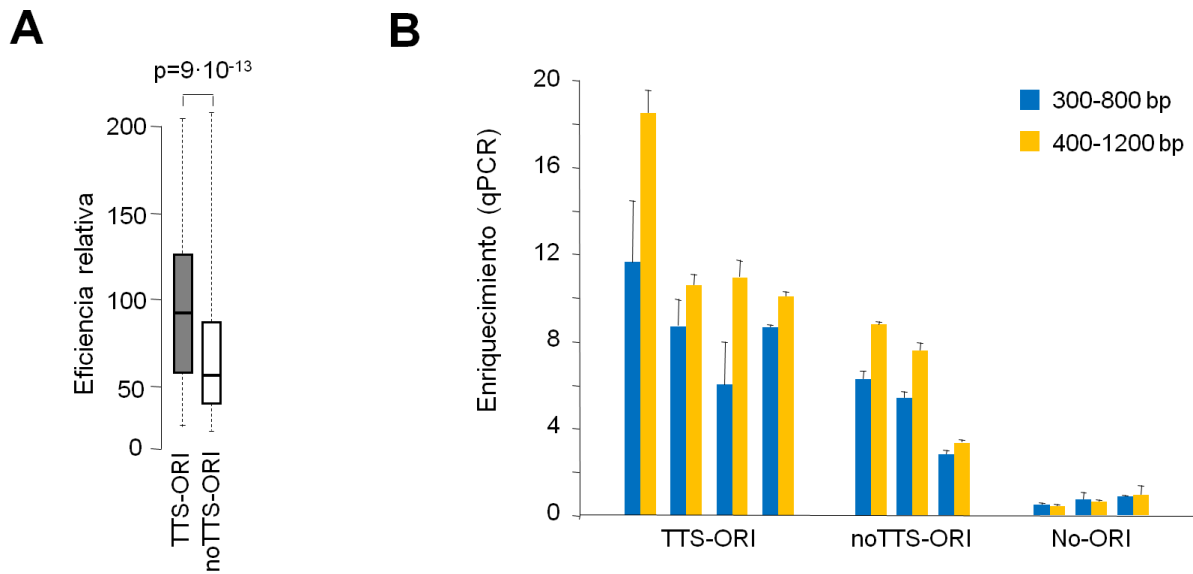 A
p=9·10⁻¹³
Eficiencia relativa
200
150
100
50
0
TTS-ORI
noTTS-ORI
B
Enriquecimiento (qPCR)
20
16
12
8
4
0
300-800 bp
400-1200 bp
TTS-ORI
noTTS-ORI
No-ORI